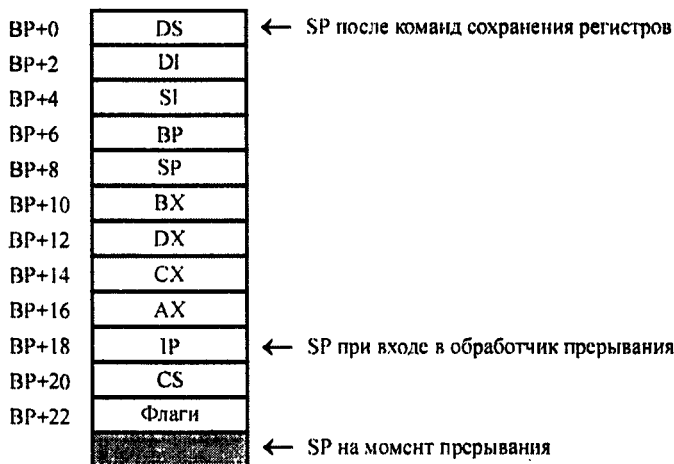 BP+0 DS ← SP после команд сохранения регистров
BP+2 DI
BP+4 SI
BP+6 BP
BP+8 SP
BP+10 BX
BP+12 DX
BP+14 CX
BP+16 AX
BP+18 IP ← SP при входе в обработчик прерывания
BP+20 CS
BP+22 Флаги
← SP на момент прерывания